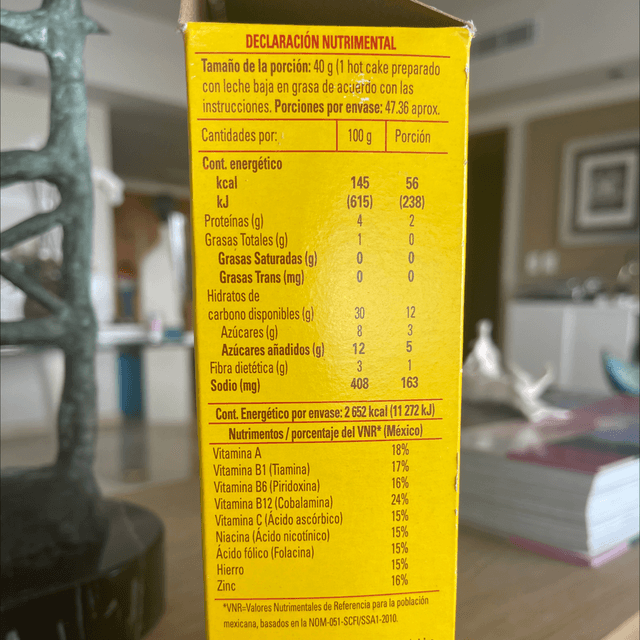 DECLARACIÓN NUTRIMENTAL
Tamaño de la porción: 40 g (1 hot cake preparado
con leche baja en grasa de acuerdo con las
instrucciones. Porciones por envase: 47.36 aprox.
Cantidades por: 100 g Porción
Cont. energético
kcal 145 56
kJ (615) (238)
Proteínas (g) 4 2
Grasas Totales (g) 1 0
Grasas Saturadas (g) 0 0
Grasas Trans (mg) 0 0
Hidratos de
carbono disponibles (g) 30 12
Azúcares (g) 8 3
Azúcares añadidos (g) 12 5
Fibra dietética (g) 3 1
Sodio (mg) 408 163
Cont. Energético por envase: 2 652 kcal (11 272 kJ)
Nutrimentos / porcentaje del VNR* (México)
Vitamina A 18%
Vitamina B1 (Tiamina) 17%
Vitamina B6 (Piridoxina) 16%
Vitamina B12 (Cobalamina) 24%
Vitamina C (Ácido ascórbico) 15%
Niacina (Ácido nicotínico) 15%
Ácido fólico (Folacina) 15%
Hierro 15%
Zinc 16%
*VNR=Valores Nutrimentales de Referencia para la población
mexicana, basados en la NOM-051-SCFI/SSA1-2010.